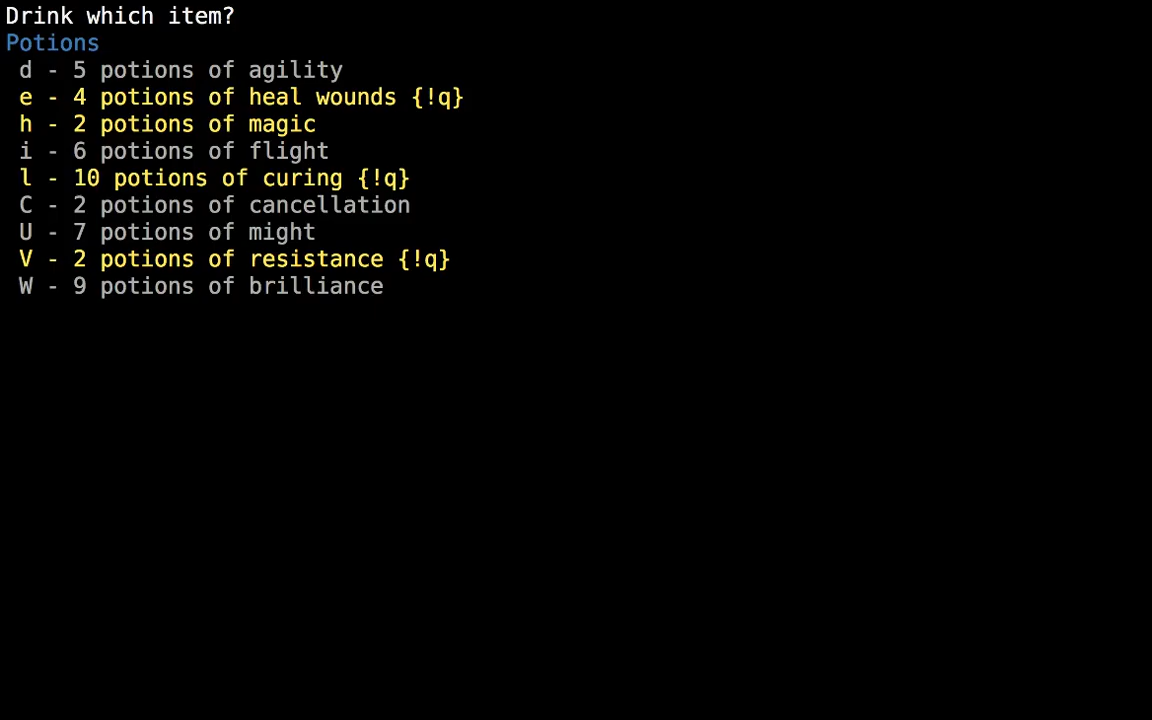 Drink which item?
Potions
d - 5 potions of agility
e - 4 potions of heal wounds {!q}
h - 2 potions of magic
i - 6 potions of flight
l - 10 potions of curing {!q}
C - 2 potions of cancellation
U - 7 potions of might
V - 2 potions of resistance {!q}
W - 9 potions of brilliance